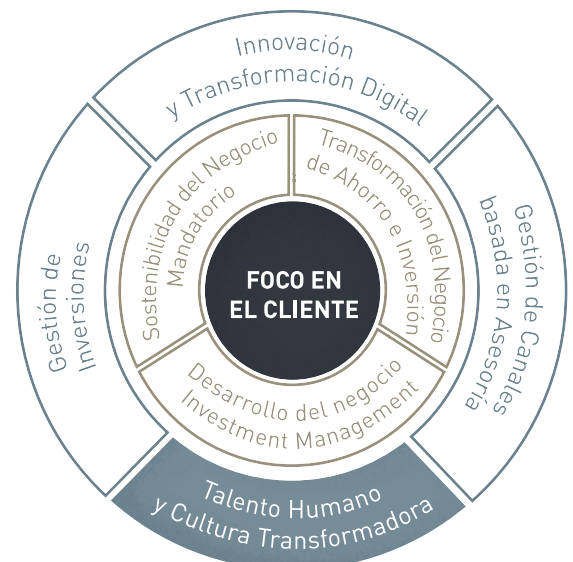 Innovación
y Transformación Digital
Sostenibilidad del Negocio
Mandatorio
Transformación del Negocio
de Ahorro e Inversión
Gestión de
Inversiones
FOCO EN
EL CLIENTE
Gestión de Canales
basada en Asesoría
Desarrollo del negocio
Investment Management
Talento Humano
y Cultura Transformadora